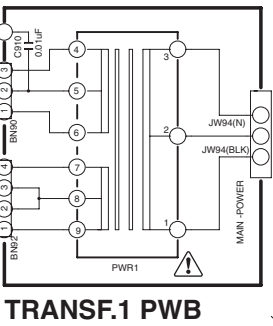 C910
0.01uF
4
3
3
2
5
JW94(N)
1
6
2
BN90
JW94(BLK)
4
7
MAIN -POWER
3
8
2
1
9
1
BN92
PWR1
TRANSF.1 PWB